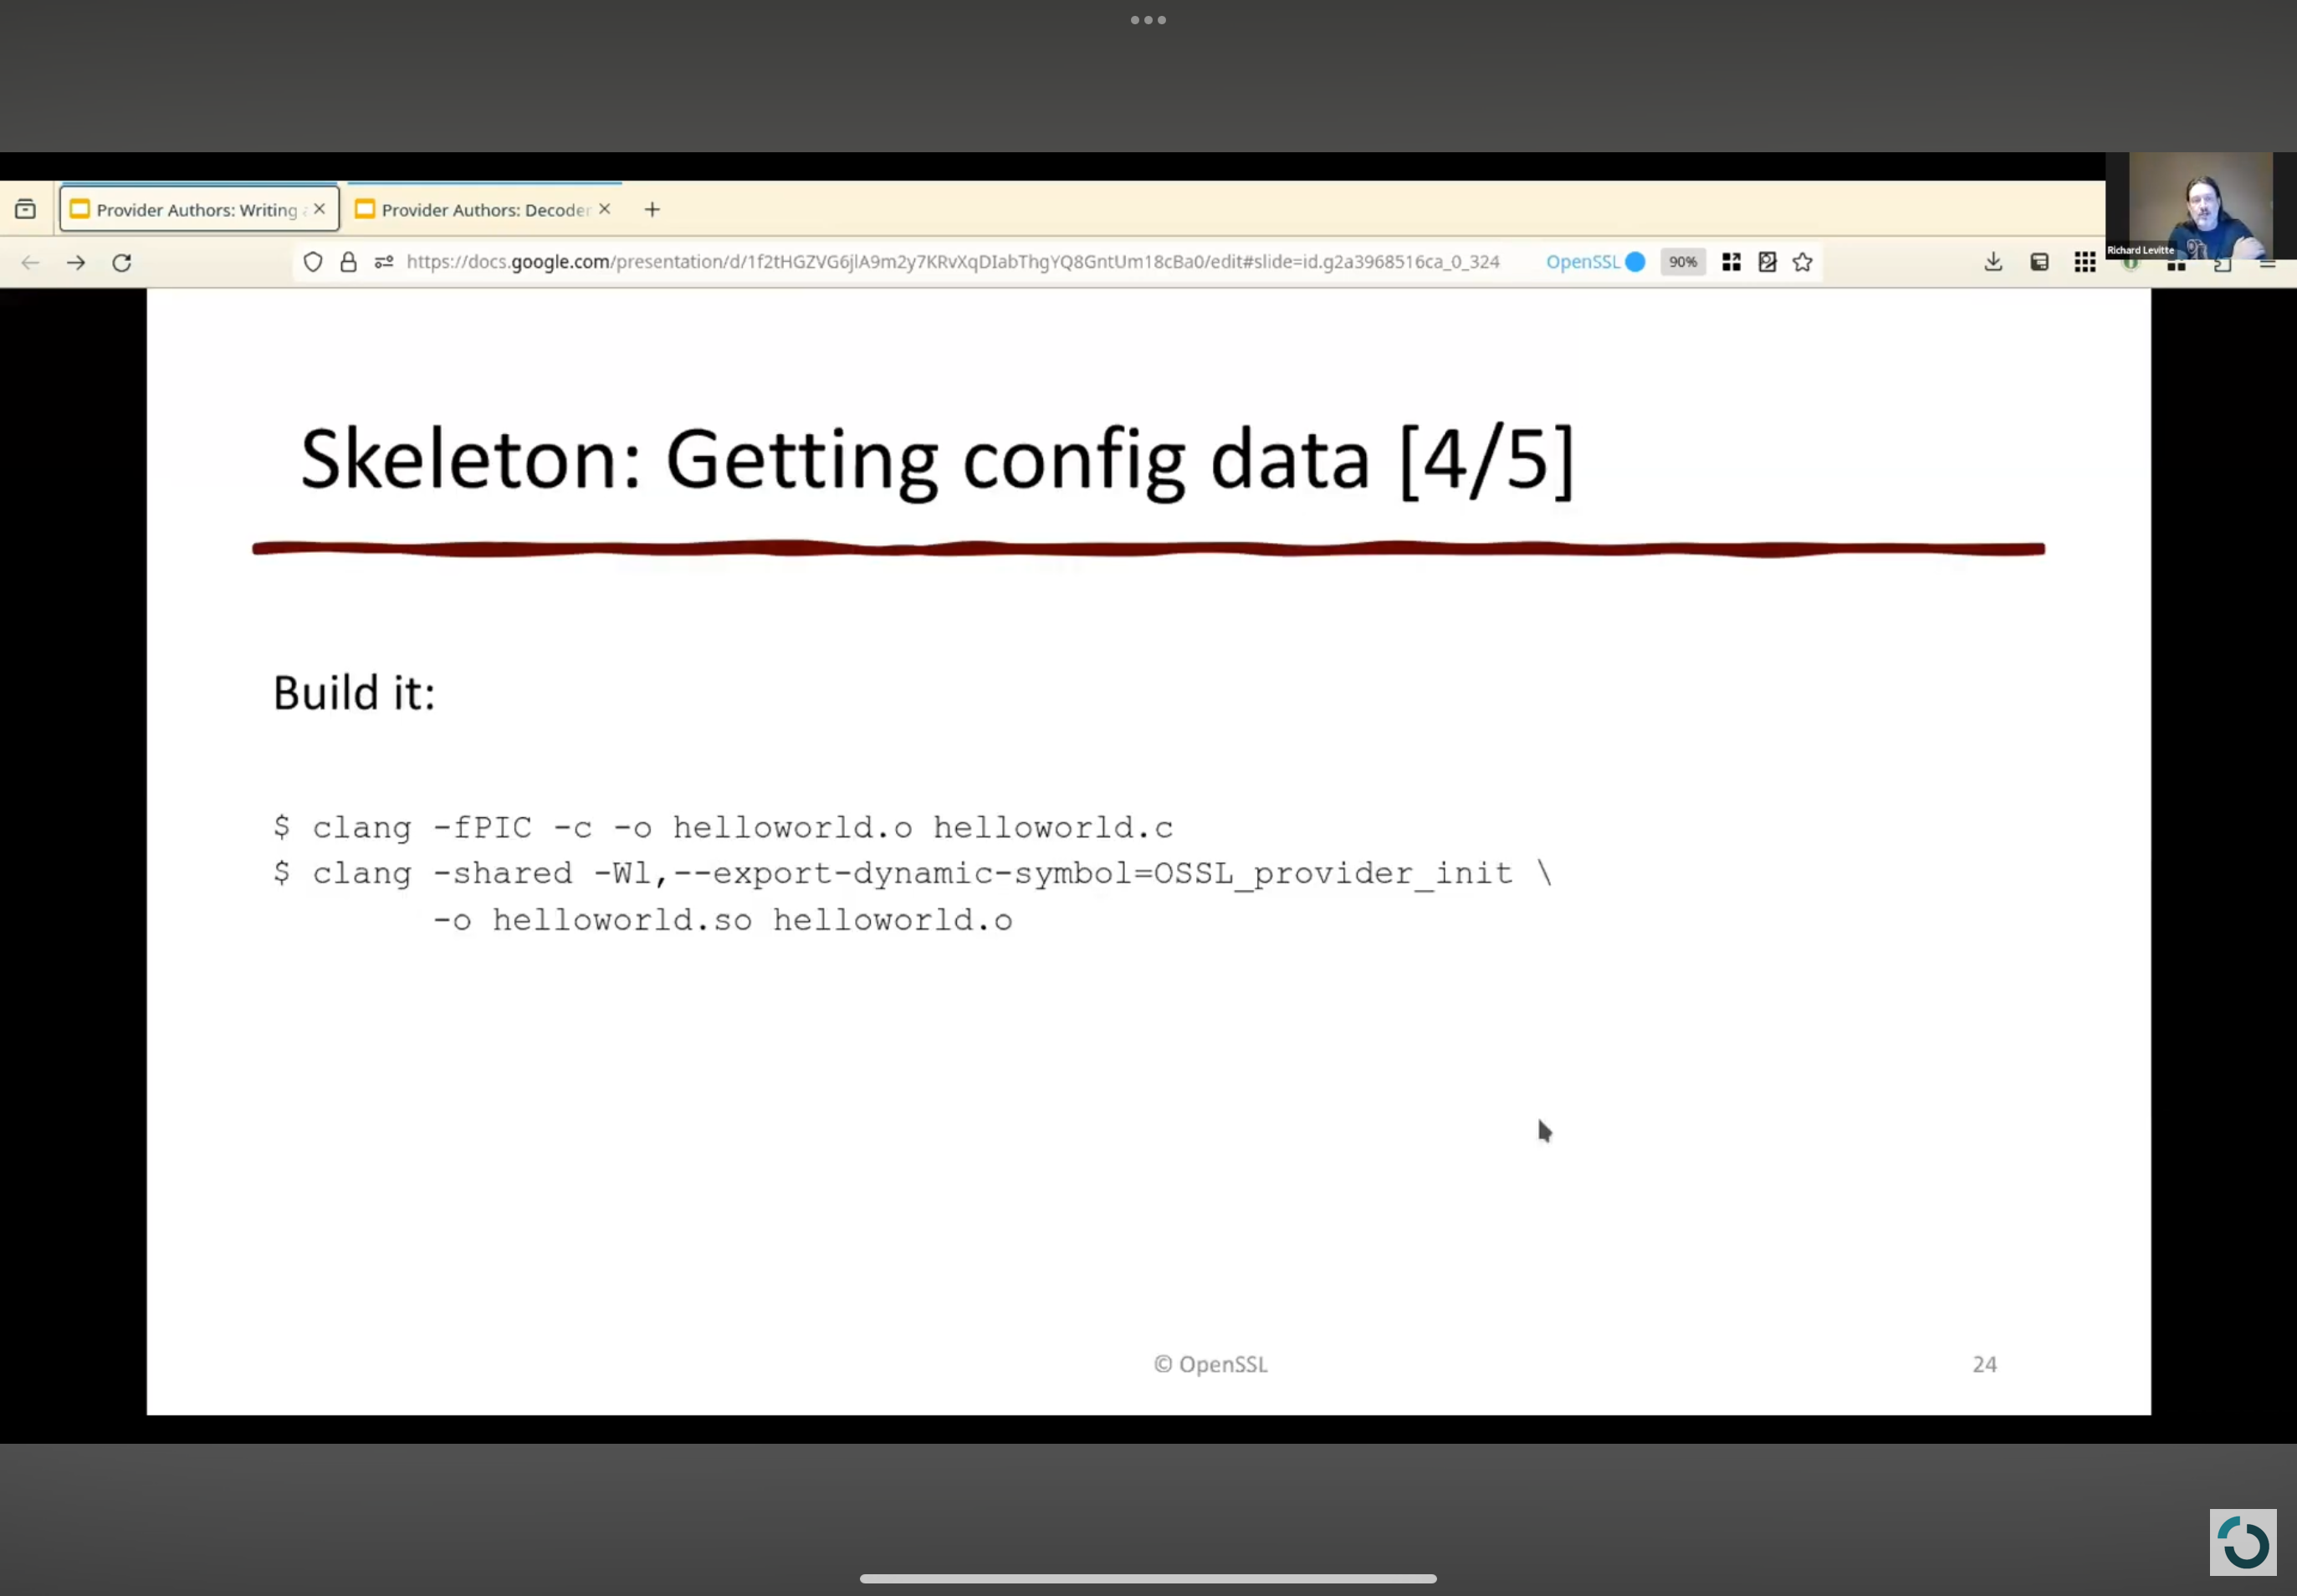 Provider Authors: Writing
Provider Authors: Decoder
https://docs.google.com/presentation/d/1f2tHGZVG6jlA9m2y7KRvXqDIabThgYQ8GntUm18cBa0/edit#slide=id.g2a3968516ca_0_324
OpenSSL
90%
Richard Levitte
Skeleton: Getting config data [4/5]
Build it:
$ clang -fPIC -c -o helloworld.o helloworld.c
$ clang -shared -Wl,--export-dynamic-symbol=OSSL_provider_init \
-o helloworld.so helloworld.o
© OpenSSL
24